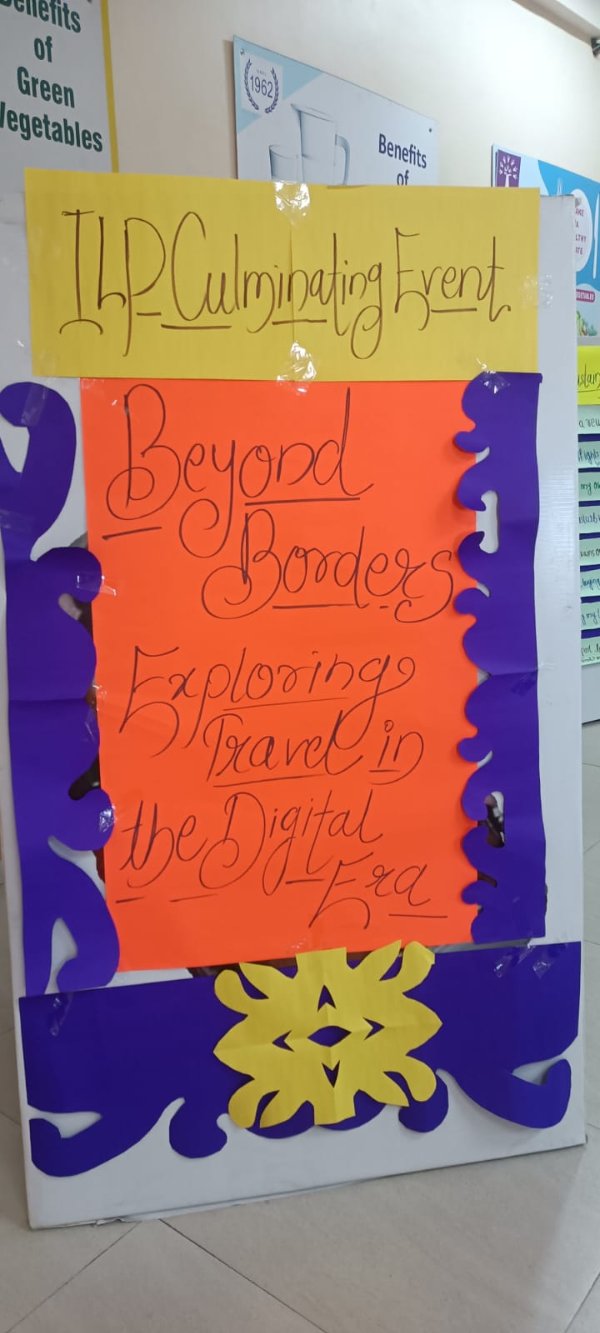 Benefits
of
Green
Vegetables
1962
Benefits
of
ILP Culminating Event
Beyond
Borders
Exploring
Travel in
the Digital
Era